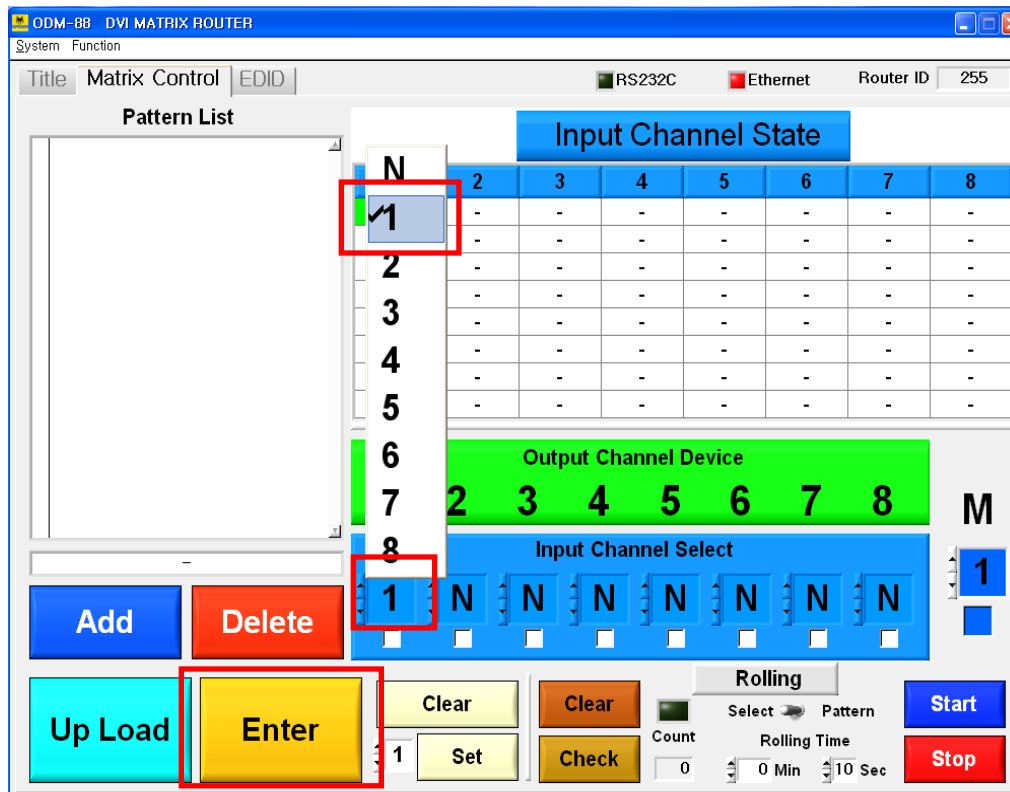 ODM-88 DVI MATRIX ROUTER
System Function
Title Matrix Control EDID RS232C Ethernet Router ID 255
Pattern List
Input Channel State
2 3 4 5 6 7 8
- - - - - - -
- - - - - - -
- - - - - - -
- - - - - - -
- - - - - - -
- - - - - - -
- - - - - - -
- - - - - - -
N
✓1
2
3
4
5
6
7
8
Output Channel Device
2 3 4 5 6 7 8
M
Input Channel Select
1 N N N N N N N
1
–
Add Delete
Up Load Enter
Clear
1 Set
Clear
Check
Count
0
Rolling
Select Pattern
Rolling Time
0 Min 10 Sec
Start
Stop